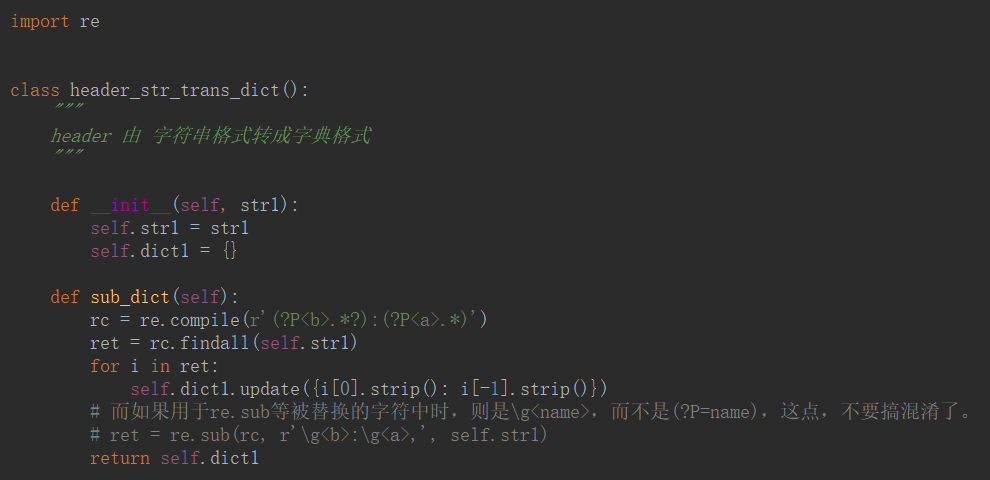 import re
class header_str_trans_dict():
"""
header 由 字符串格式转成字典格式
"""
def __init__(self, str1):
self.str1 = str1
self.dict1 = {}
def sub_dict(self):
rc = re.compile(r'(?P<b>.*?):(?P<a>.*)')
ret = rc.findall(self.str1)
for i in ret:
self.dict1.update({i[0].strip(): i[-1].strip()})
# 而如果用于re.sub等被替换的字符中时，则是\g<name>，而不是(?P=name)，这点，不要搞混淆了。
# ret = re.sub(rc, r'\g<b>:\g<a>,', self.str1)
return self.dict1